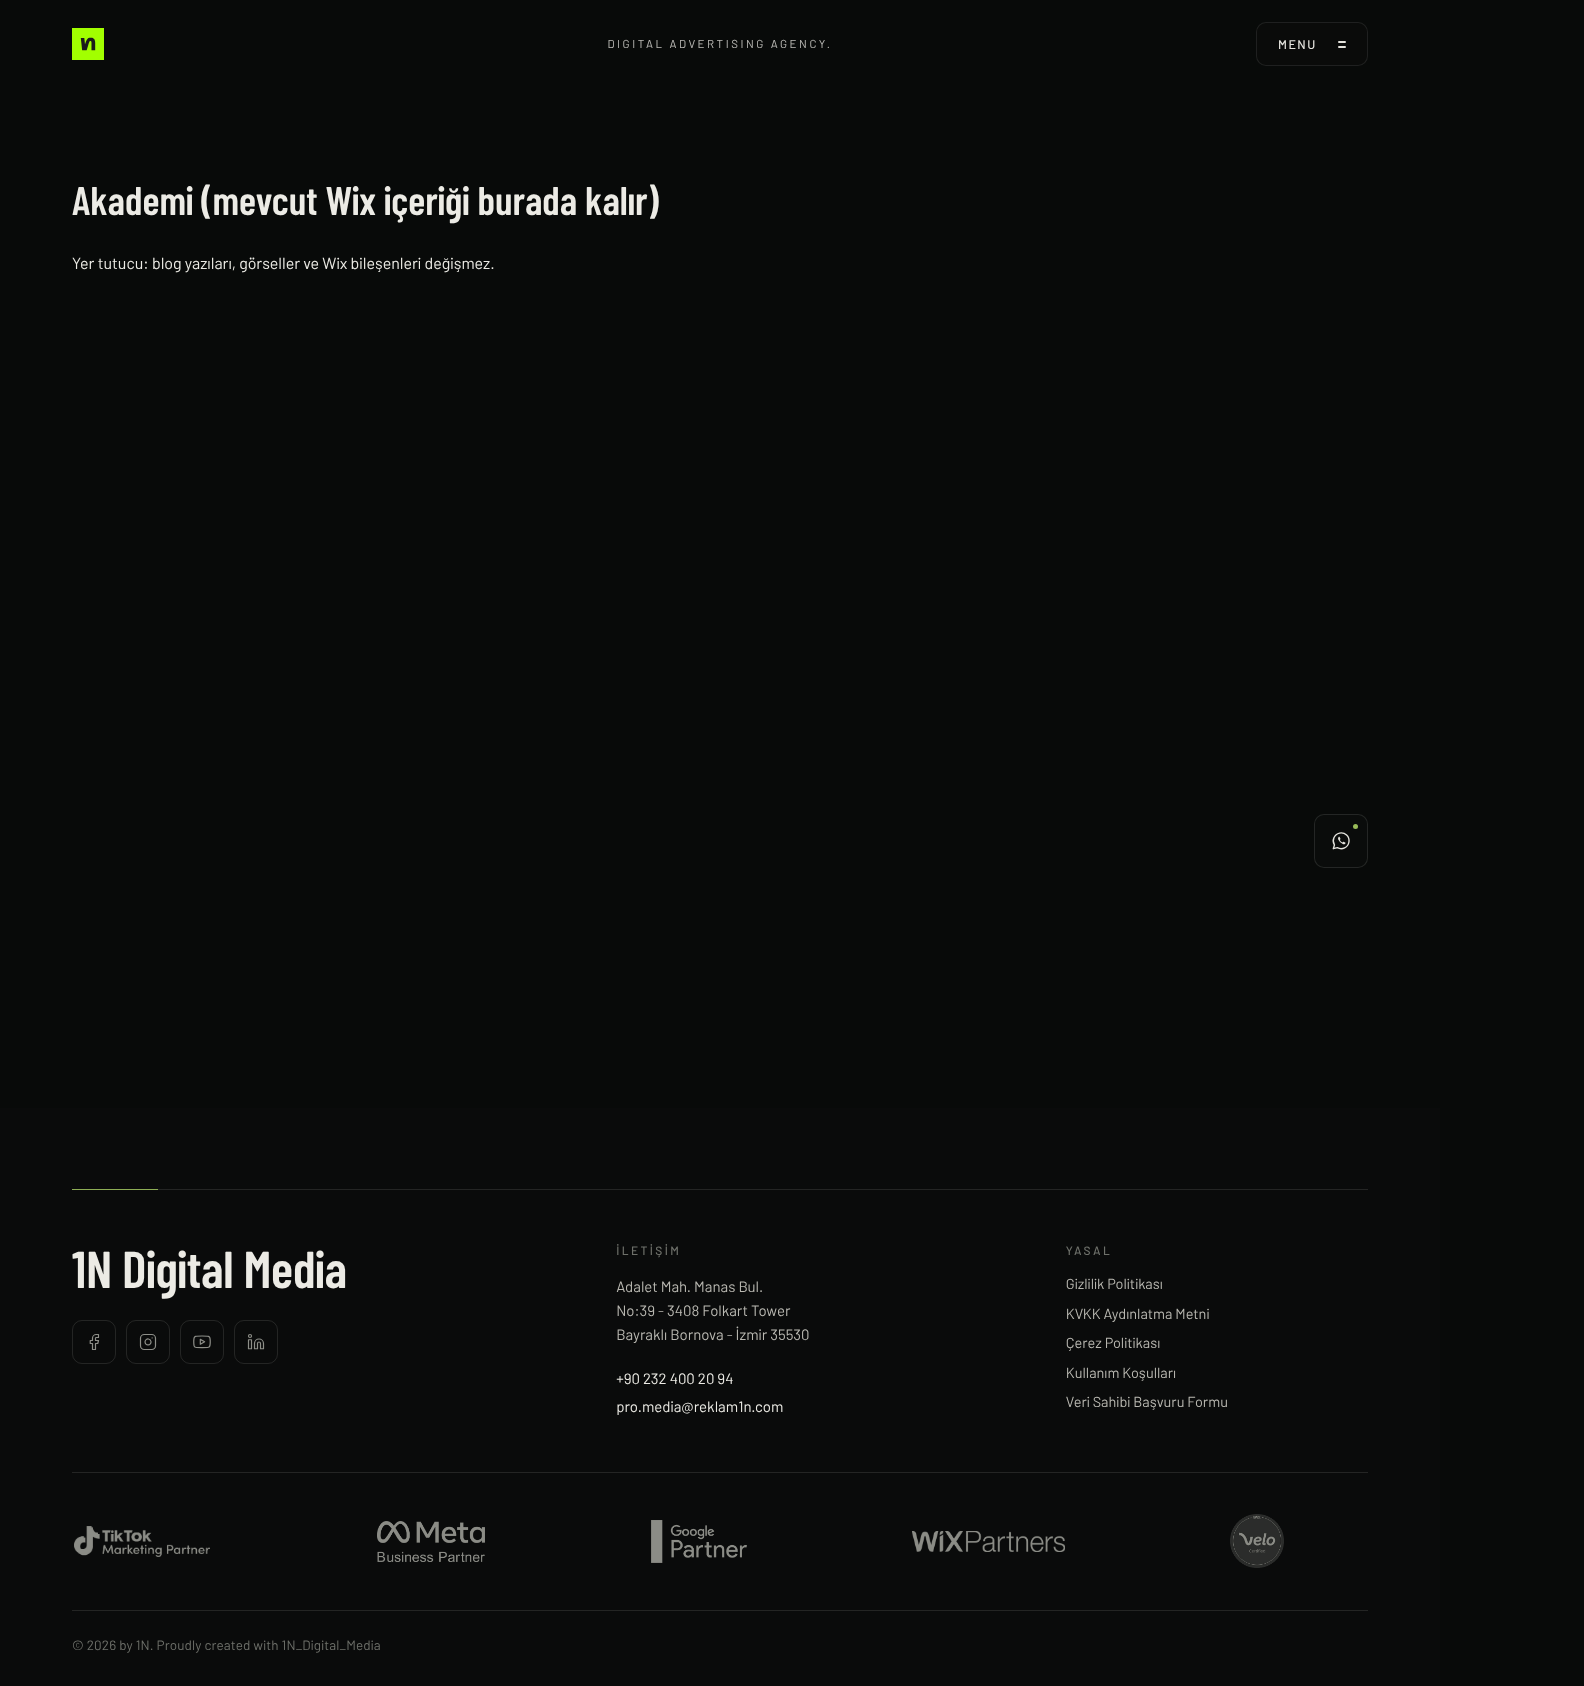 n
DIGITAL ADVERTISING AGENCY.
MENU
Akademi (mevcut Wix içeriği burada kalır)
Yer tutucu: blog yazıları, görseller ve Wix bileşenleri değişmez.
1N Digital Media
İLETİŞİM
Adalet Mah. Manas Bul.
No:39 - 3408 Folkart Tower
Bayraklı Bornova - İzmir 35530
+90 232 400 20 94
pro.media@reklam1n.com
YASAL
Gizlilik Politikası
KVKK Aydınlatma Metni
Çerez Politikası
Kullanım Koşulları
Veri Sahibi Başvuru Formu
TikTok
Marketing Partner
Meta
Business Partner
Google
Partner
WiX Partners
velo
© 2026 by 1N. Proudly created with 1N_Digital_Media